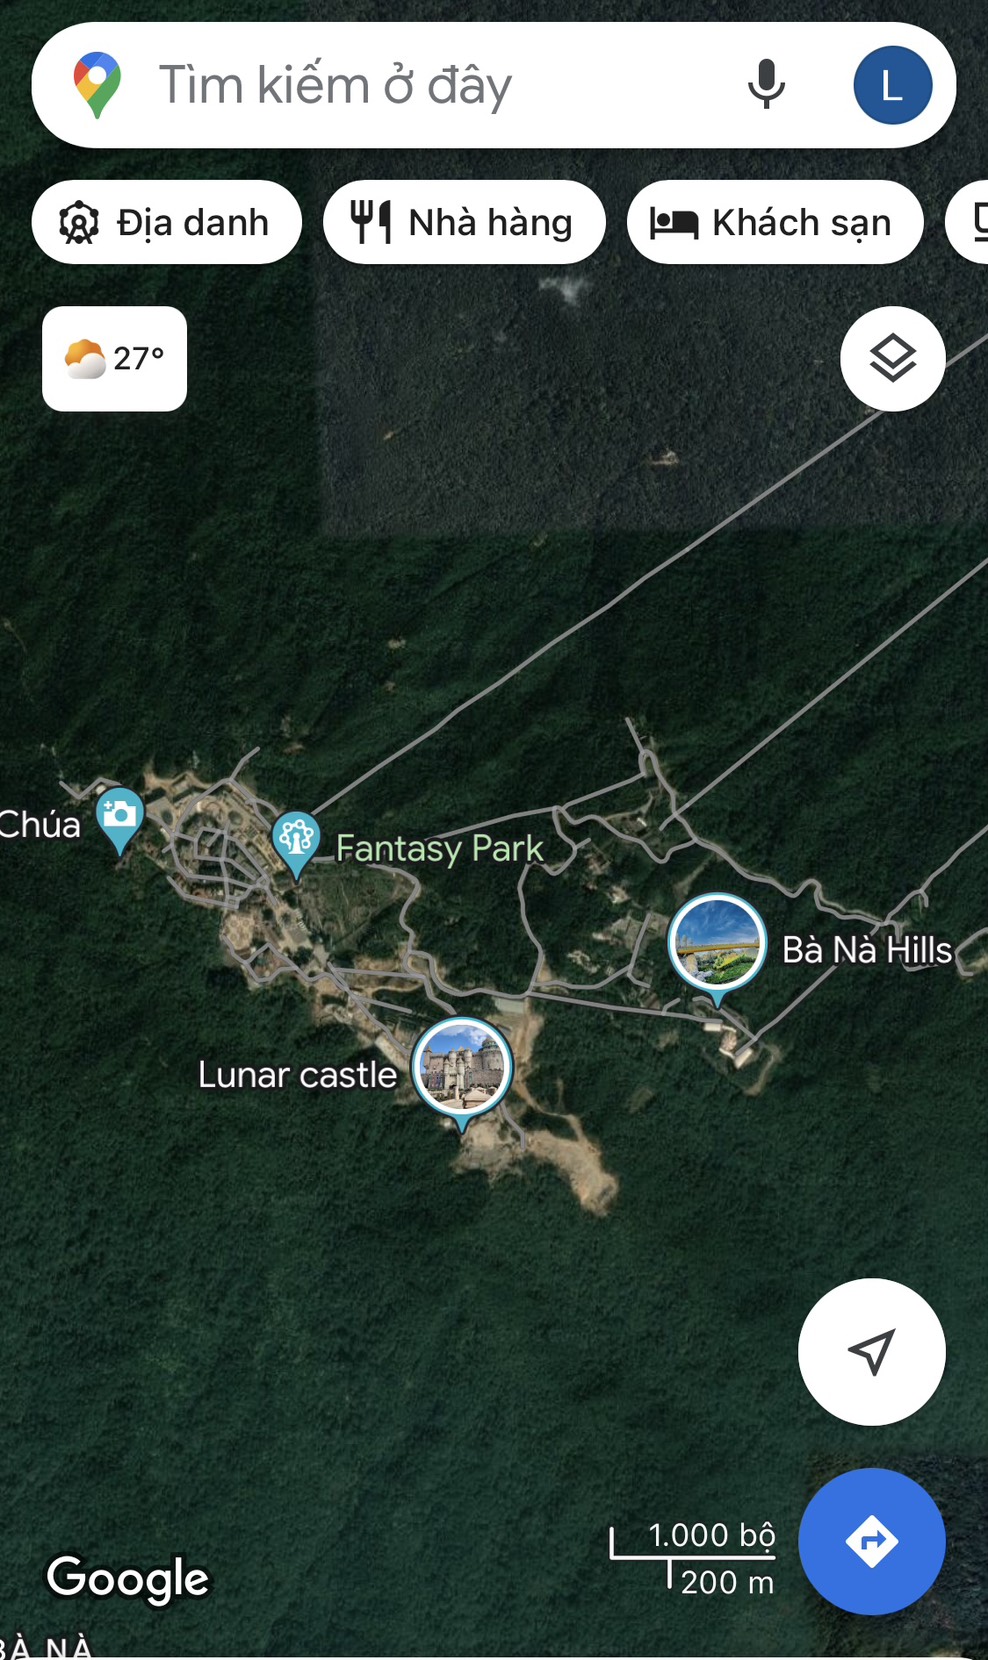 Tìm kiếm ở đây
L
Địa danh
Nhà hàng
Khách sạn
27°
Chúa
Fantasy Park
Bà Nà Hills
Lunar castle
1.000 bộ
200 m
Google
BÀ NÀ